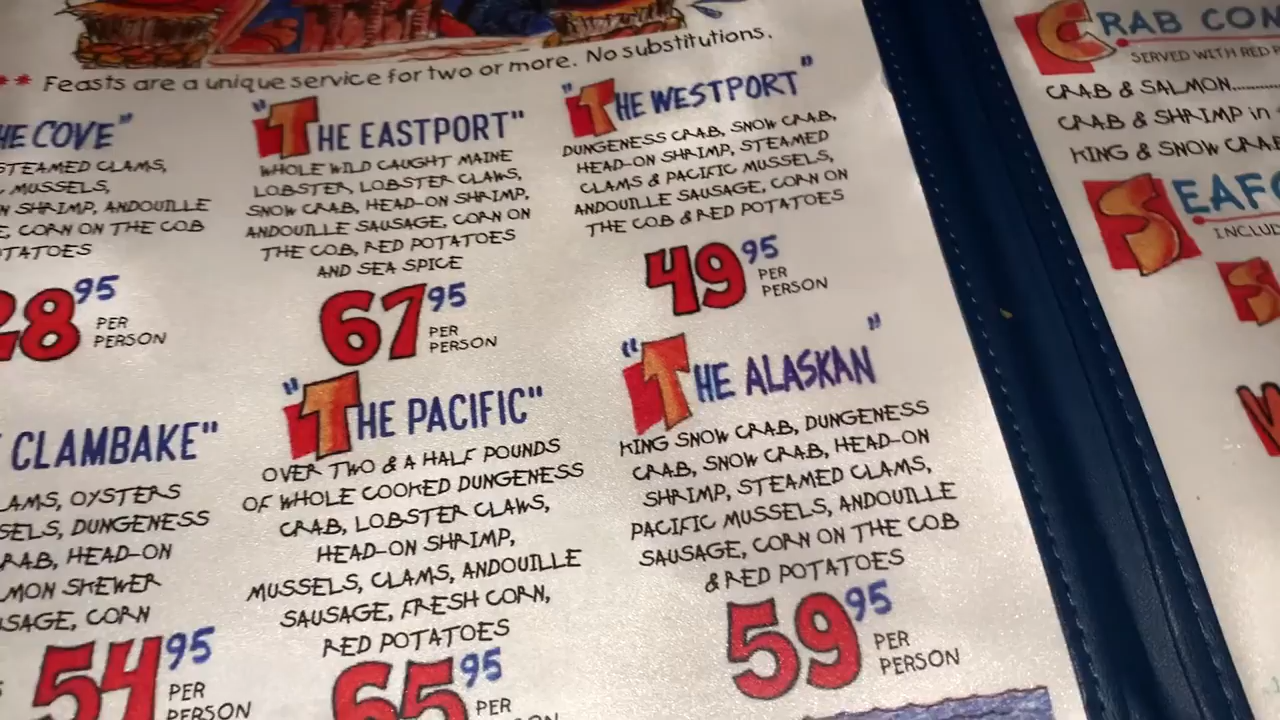 ** Feasts are a unique service for two or more. No substitutions.
HE COVE"
STEAMED CLAMS,
MUSSELS,
SHRIMP, ANDOUILLE
CORN ON THE COB
28 95 PER PERSON
"THE EASTPORT"
WHOLE WILD CAUGHT MAINE
LOBSTER, LOBSTER CLAWS,
SNOW CRAB, HEAD-ON SHRIMP,
ANDOUILLE SAUSAGE, CORN ON
THE COB, RED POTATOES
AND SEA SPICE
67 95 PER PERSON
"THE WESTPORT"
DUNGENESS CRAB, SNOW CRAB,
HEAD-ON SHRIMP, STEAMED
CLAMS & PACIFIC MUSSELS,
ANDOUILLE SAUSAGE, CORN ON
THE COB & RED POTATOES
49 95 PER PERSON
CLAMBAKE"
AMS, OYSTERS
SELS, DUNGENESS
RAB, HEAD-ON
MON SKEWER
SAGE, CORN
54 95 PER PERSON
"THE PACIFIC"
OVER TWO & A HALF POUNDS
OF WHOLE COOKED DUNGENESS
CRAB, LOBSTER CLAWS,
HEAD-ON SHRIMP,
MUSSELS, CLAMS, ANDOUILLE
SAUSAGE, FRESH CORN,
RED POTATOES
65 95 PER
"THE ALASKAN"
KING SNOW CRAB, DUNGENESS
CRAB, SNOW CRAB, HEAD-ON
SHRIMP, STEAMED CLAMS,
PACIFIC MUSSELS, ANDOUILLE
SAUSAGE, CORN ON THE COB
& RED POTATOES
59 95 PER PERSON
CRAB COM
SERVED WITH RED P
CRAB & SALMON..........
CRAB & SHRIMP in
KING & SNOW CRAB
SEAFO
INCLUD